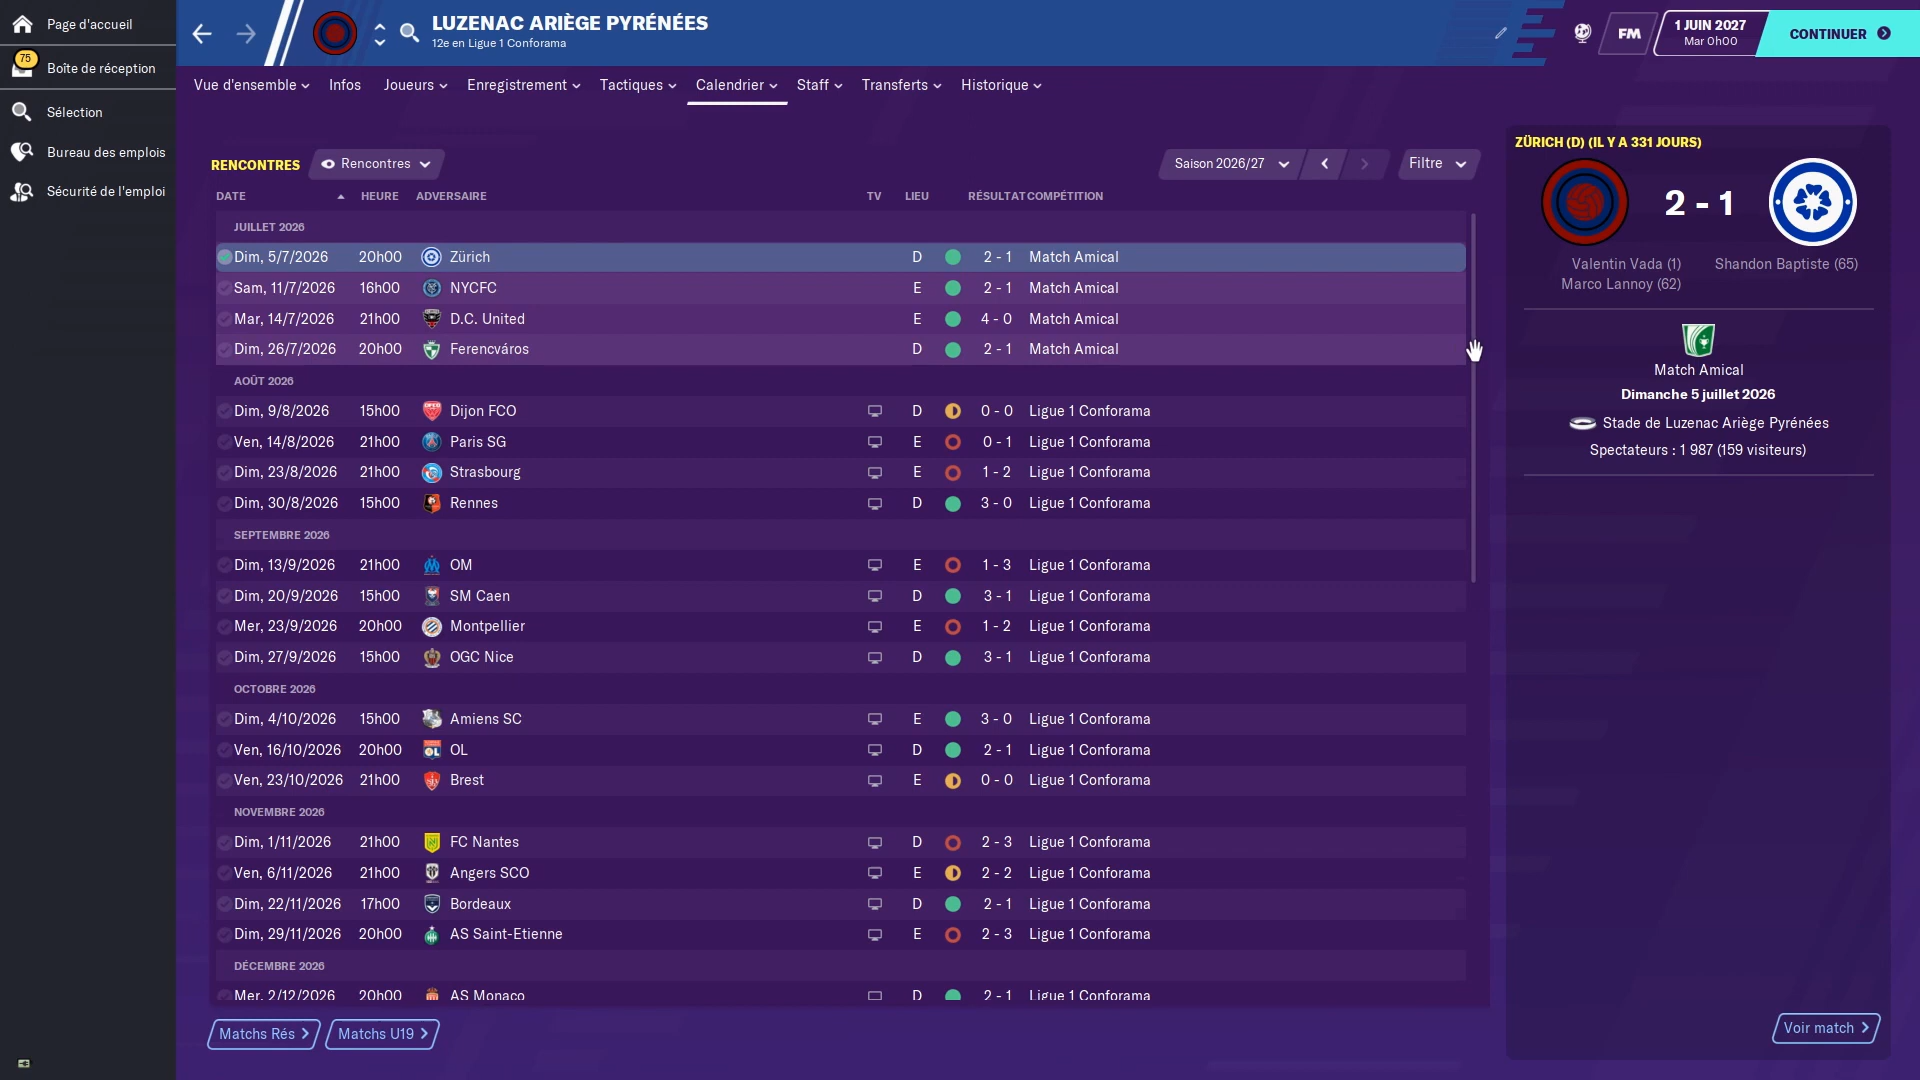 Page d'accueil
75
Boîte de réception
Sélection
Bureau des emplois
Sécurité de l'emploi
LUZENAC ARIÈGE PYRÉNÉES
12e en Ligue 1 Conforama
FM
1 JUIN 2027
Mar 0h00
CONTINUER
Vue d'ensemble Infos Joueurs Enregistrement Tactiques Calendrier Staff Transferts Historique
RENCONTRES Rencontres Saison 2026/27 Filtre
DATE HEURE ADVERSAIRE TV LIEU RÉSULTAT COMPÉTITION
JUILLET 2026
Dim, 5/7/2026 20h00 Zürich D 2 - 1 Match Amical
Sam, 11/7/2026 16h00 NYCFC E 2 - 1 Match Amical
Mar, 14/7/2026 21h00 D.C. United E 4 - 0 Match Amical
Dim, 26/7/2026 20h00 Ferencváros D 2 - 1 Match Amical
AOÛT 2026
Dim, 9/8/2026 15h00 Dijon FCO D 0 - 0 Ligue 1 Conforama
Ven, 14/8/2026 21h00 Paris SG E 0 - 1 Ligue 1 Conforama
Dim, 23/8/2026 21h00 Strasbourg E 1 - 2 Ligue 1 Conforama
Dim, 30/8/2026 15h00 Rennes D 3 - 0 Ligue 1 Conforama
SEPTEMBRE 2026
Dim, 13/9/2026 21h00 OM E 1 - 3 Ligue 1 Conforama
Dim, 20/9/2026 15h00 SM Caen D 3 - 1 Ligue 1 Conforama
Mer, 23/9/2026 20h00 Montpellier E 1 - 2 Ligue 1 Conforama
Dim, 27/9/2026 15h00 OGC Nice D 3 - 1 Ligue 1 Conforama
OCTOBRE 2026
Dim, 4/10/2026 15h00 Amiens SC E 3 - 0 Ligue 1 Conforama
Ven, 16/10/2026 20h00 OL D 2 - 1 Ligue 1 Conforama
Ven, 23/10/2026 21h00 Brest E 0 - 0 Ligue 1 Conforama
NOVEMBRE 2026
Dim, 1/11/2026 21h00 FC Nantes D 2 - 3 Ligue 1 Conforama
Ven, 6/11/2026 21h00 Angers SCO E 2 - 2 Ligue 1 Conforama
Dim, 22/11/2026 17h00 Bordeaux D 2 - 1 Ligue 1 Conforama
Dim, 29/11/2026 20h00 AS Saint-Etienne E 2 - 3 Ligue 1 Conforama
DÉCEMBRE 2026
Mer, 2/12/2026 20h00 AS Monaco D 2 - 1 Ligue 1 Conforama
Matchs Rés Matchs U19
ZÜRICH (D) (IL Y A 331 JOURS)
2 - 1
Valentin Vada (1) Shandon Baptiste (65)
Marco Lannoy (62)
Match Amical
Dimanche 5 juillet 2026
Stade de Luzenac Ariège Pyrénées
Spectateurs : 1 987 (159 visiteurs)
Voir match